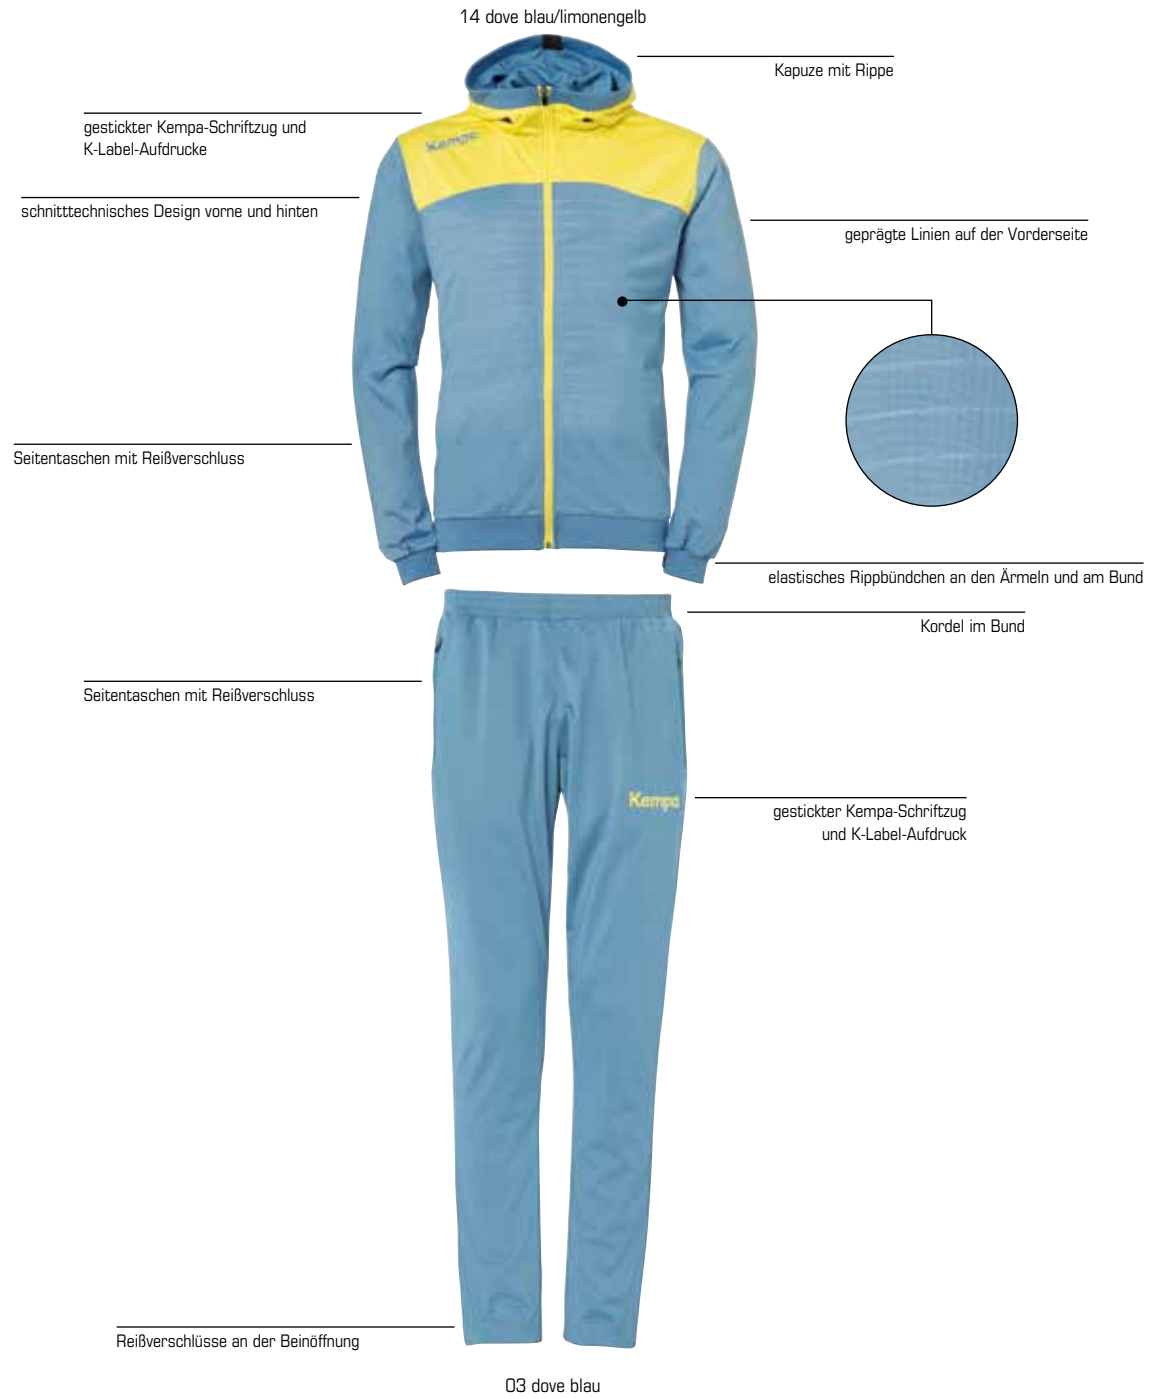 14 dove blau/limonengelb
Kapuze mit Rippe
gestickter Kempa-Schriftzug und
K-Label-Aufdrucke
Kempa
schnitttechnisches Design vorne und hinten
geprägte Linien auf der Vorderseite
Seitentaschen mit Reißverschluss
elastisches Rippbündchen an den Ärmeln und am Bund
Kordel im Bund
Seitentaschen mit Reißverschluss
Kempa
gestickter Kempa-Schriftzug
und K-Label-Aufdruck
Reißverschlüsse an der Beinöffnung
03 dove blau